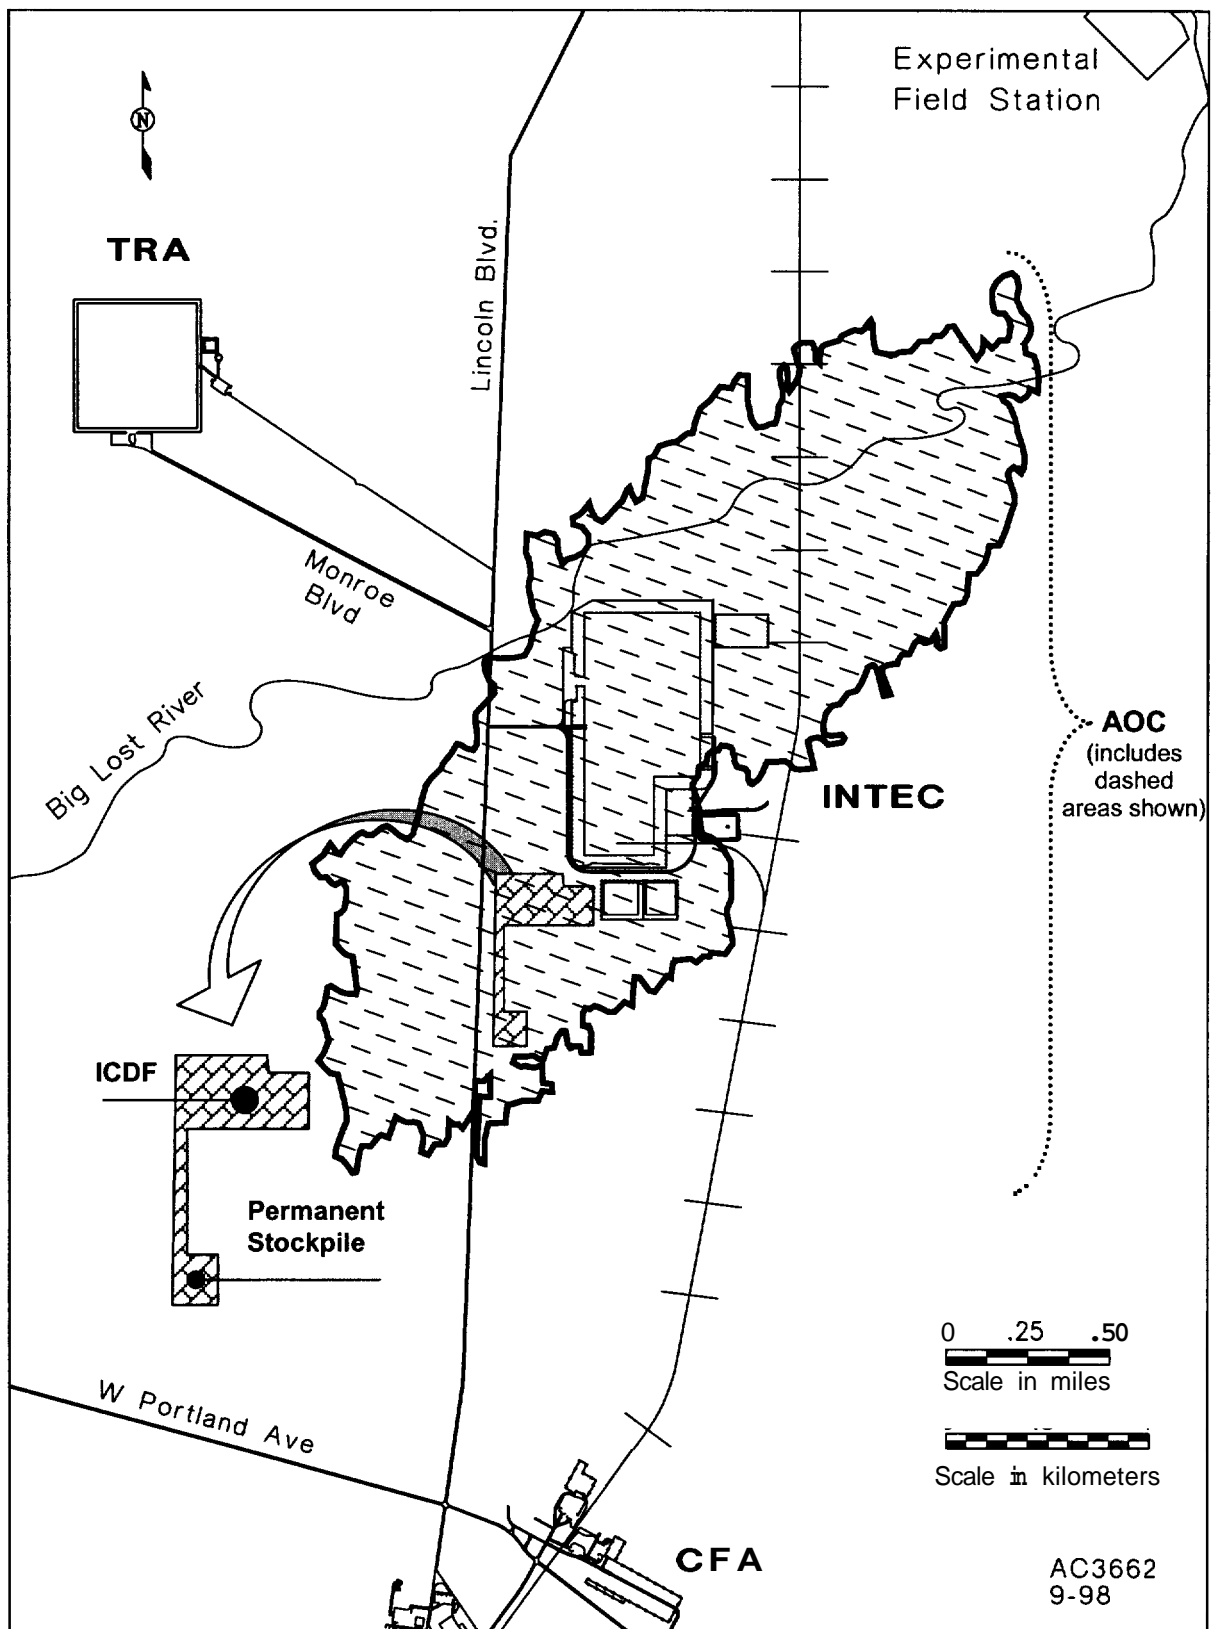 Experimental
Field Station
N
TRA
Lincoln Blvd.
Monroe
Blvd
Big Lost River
AOC
(includes
dashed
areas shown)
INTEC
ICDF
Permanent
Stockpile
0 .25 .50
Scale in miles
Scale in kilometers
W Portland Ave
CFA
AC3662
9-98